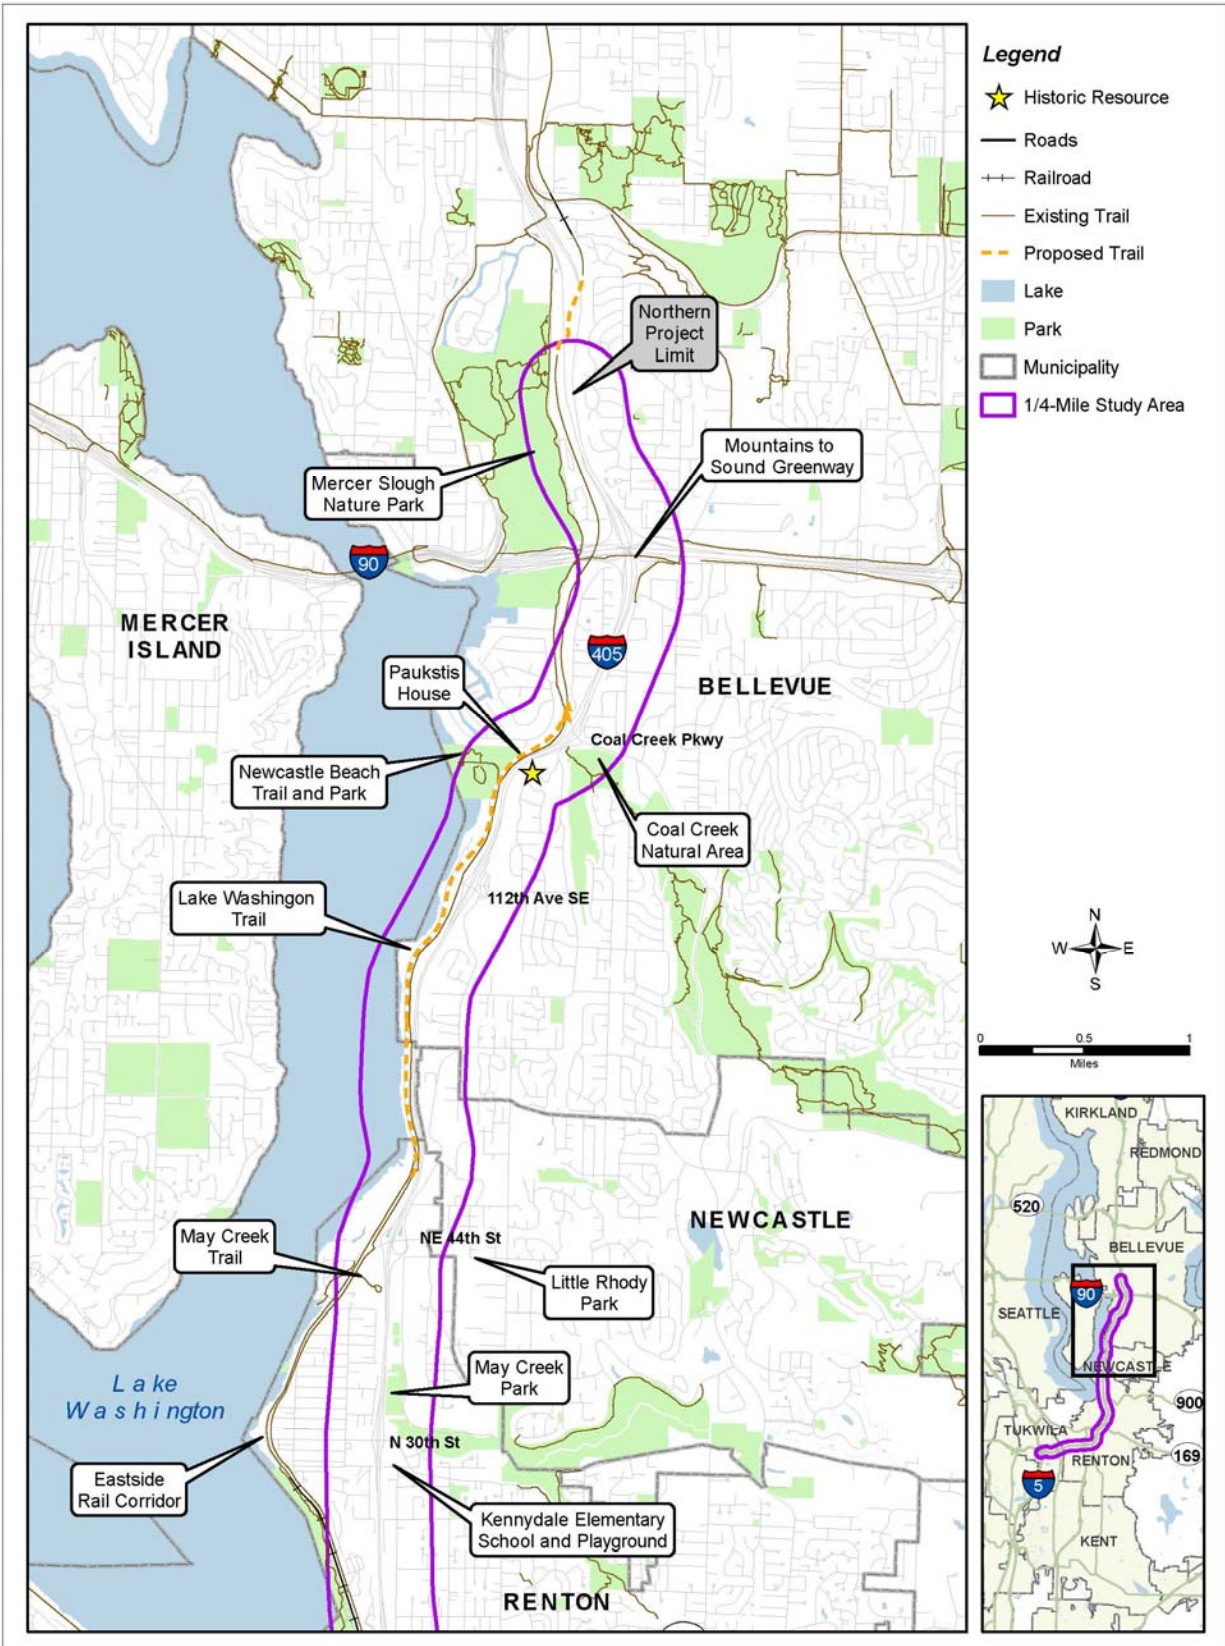 Legend
Historic Resource
Roads
Railroad
Existing Trail
Proposed Trail
Lake
Park
Municipality
1/4-Mile Study Area
Northern
Project
Limit
Mountains to
Sound Greenway
Mercer Slough
Nature Park
90
MERCER
ISLAND
405
Paukstis
House
BELLEVUE
Coal Creek Pkwy
Newcastle Beach
Trail and Park
Coal Creek
Natural Area
Lake Washingon
Trail
112th Ave SE
N
W
E
S
0
0.5
1
Miles
May Creek
Trail
NE 44th St
NEWCASTLE
Little Rhody
Park
May Creek
Park
Lake
Washington
N 30th St
Eastside
Rail Corridor
Kennydale Elementary
School and Playground
RENTON
KIRKLAND
REDMOND
520
BELLEVUE
90
SEATTLE
NEWCASTLE
900
TUKWILA
RENTON
169
5
KENT